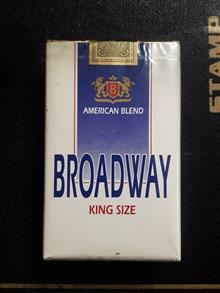 B
AMERICAN BLEND
BROADWAY
KING SIZE
STAMP